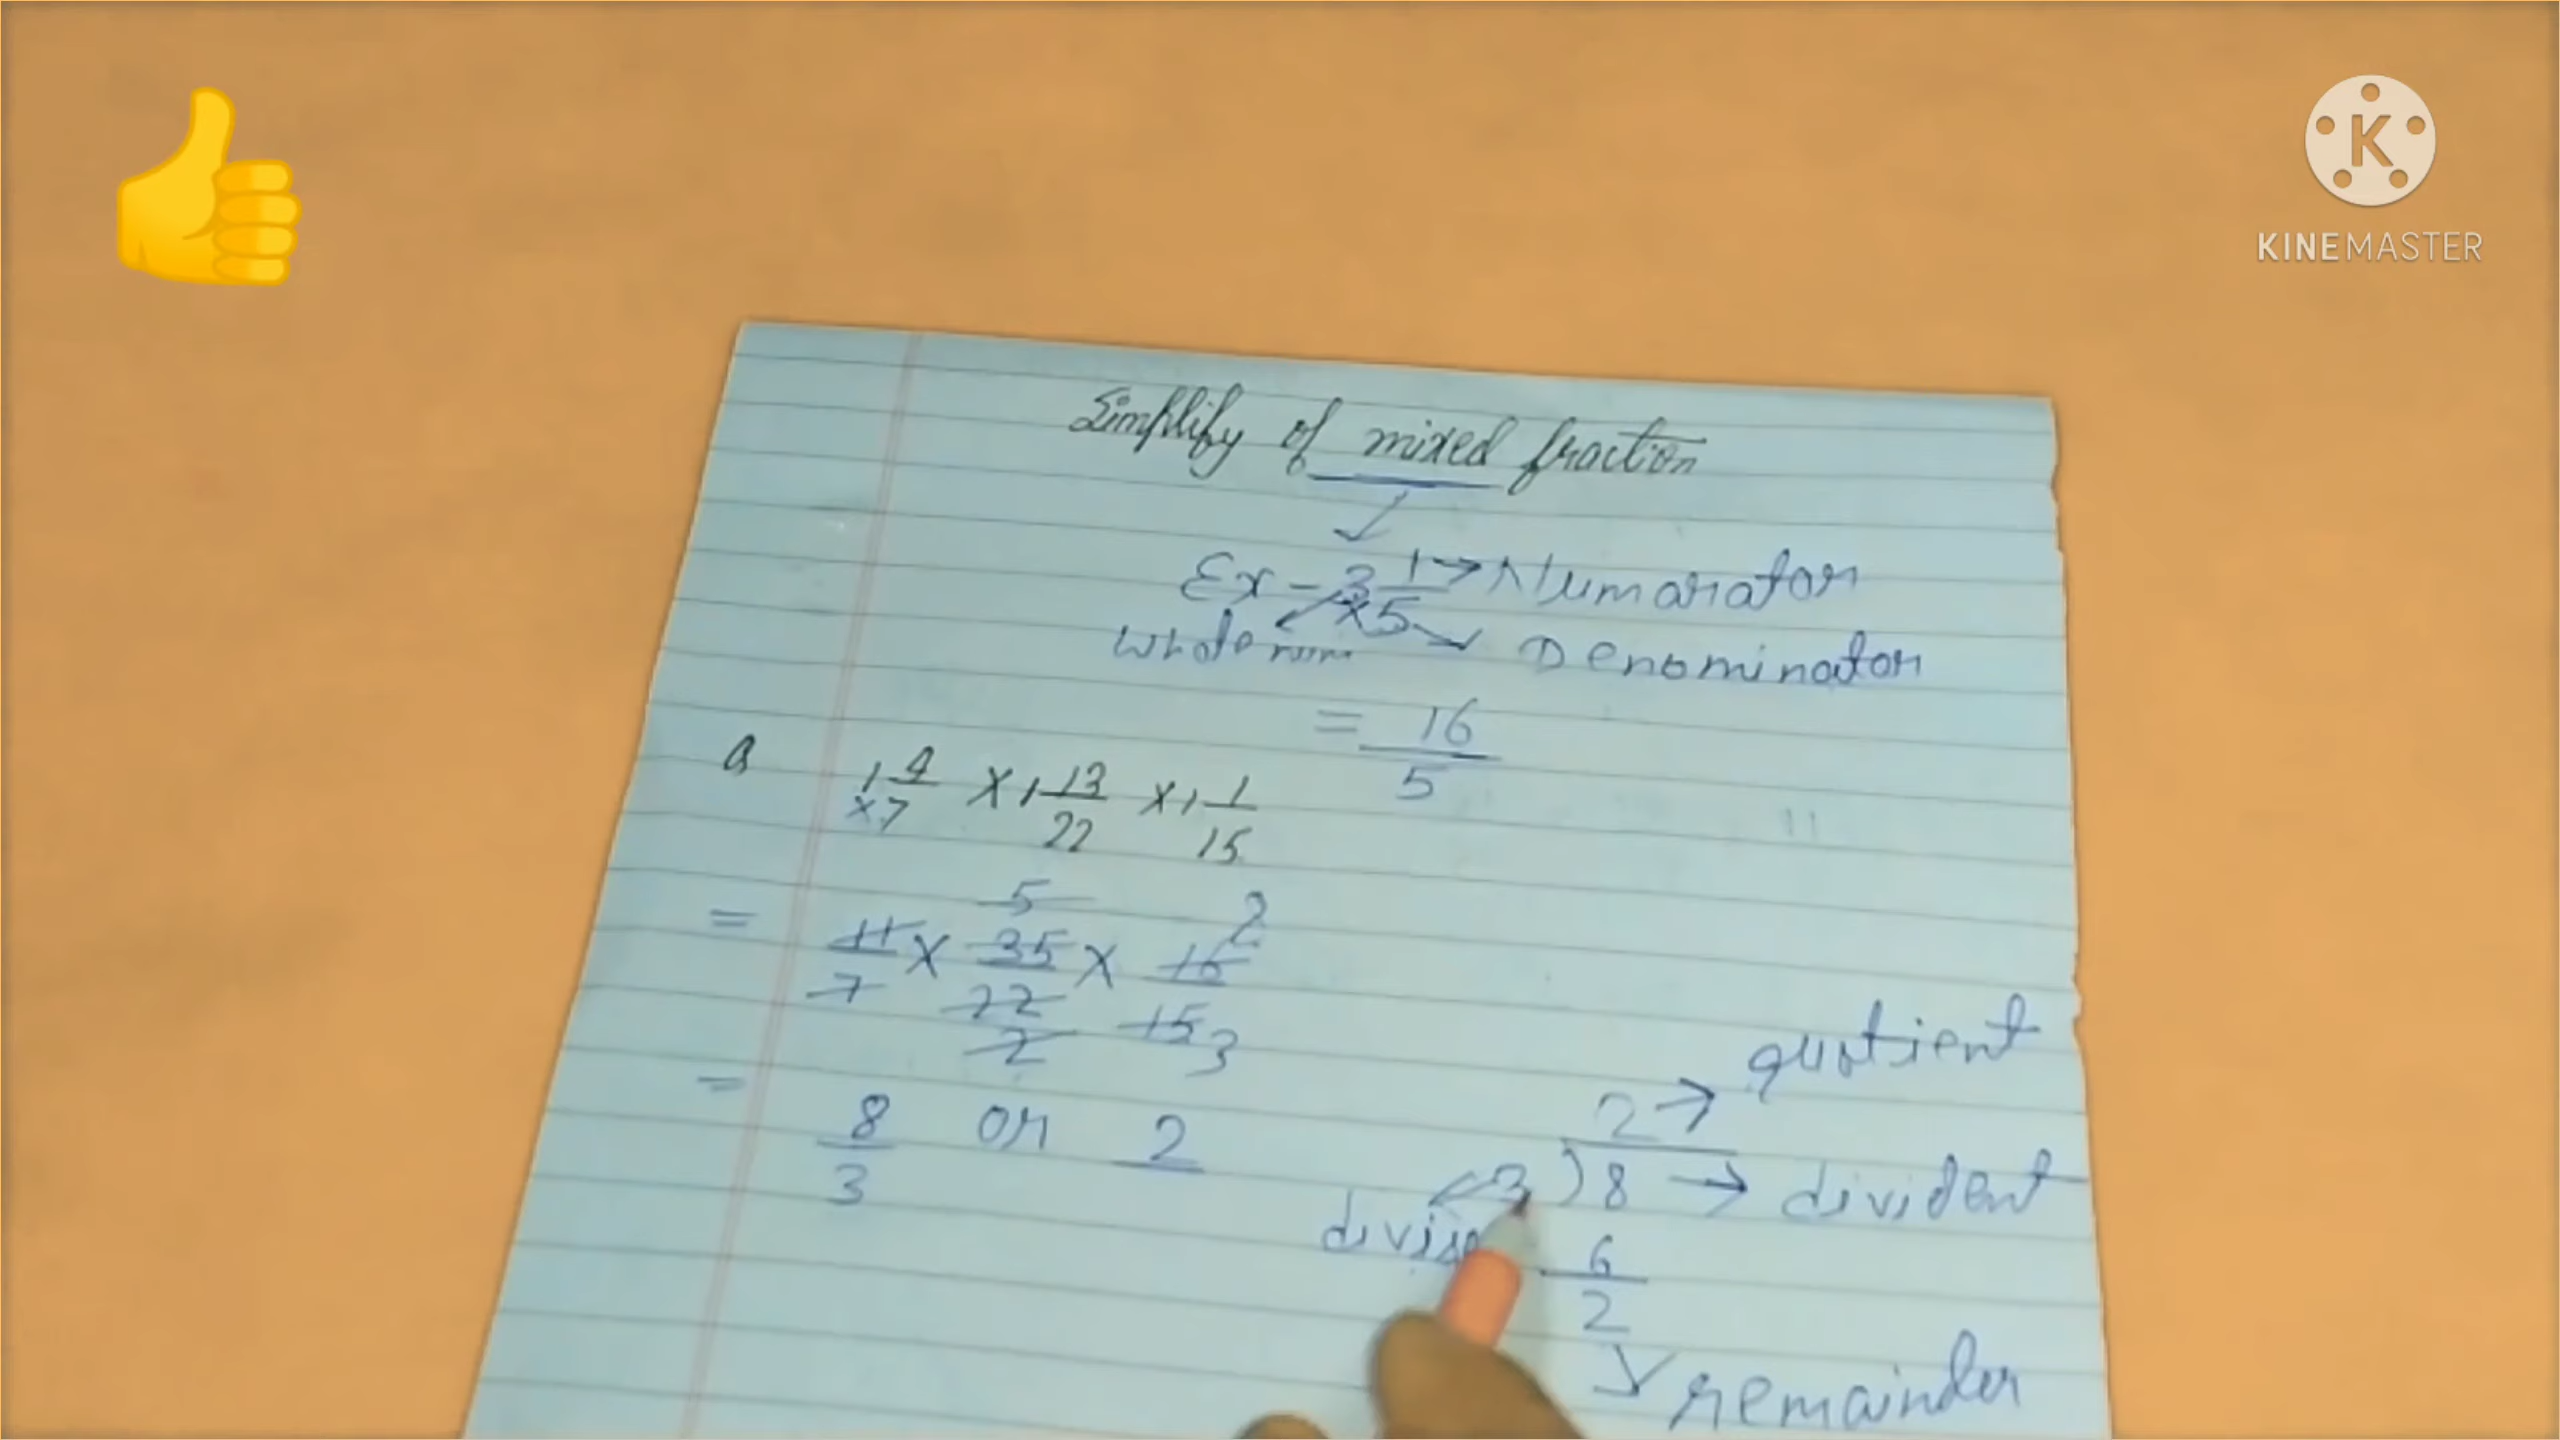 KINEMASTER
Simplify of mixed fraction
Ex - 3 1/5 → Numarator
× Denominator
whole num
= 16/5
Q 1 4/7 × 1 13/22 × 1 1/15
×
5 2
= 11/7 × 35/22 × 16/15
2 3
= 8/3 or 2
quotient
2 →
3 ) 8 → divident
divis
6
2
remainder